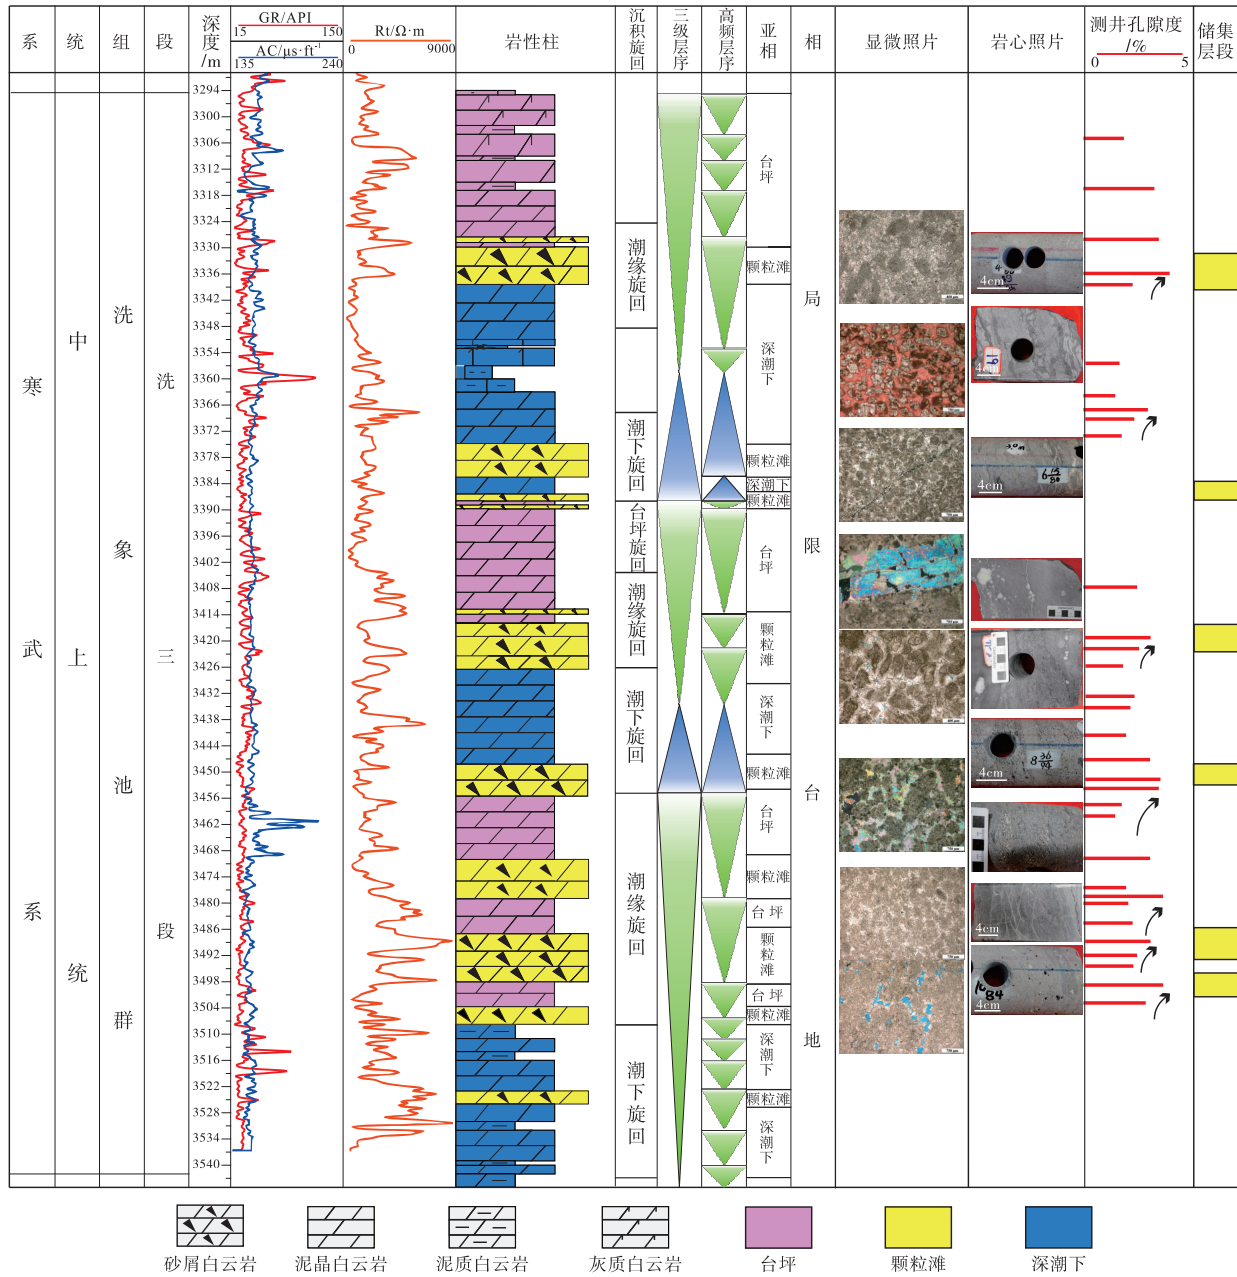 系
统
组
段
深度/m
GR/API
15 150
AC/μs·ft⁻¹
135 240
Rt/Ω·m
0 9000
岩性柱
沉积旋回
三级层序
高频层序
亚相
相
显微照片
岩心照片
测井孔隙度
/%
0 5
储集
层段
寒
武
系
中
上
统
洗
象
池
群
洗
三
段
3294
3300
3306
3312
3318
3324
3330
3336
3342
3348
3354
3360
3366
3372
3378
3384
3390
3396
3402
3408
3414
3420
3426
3432
3438
3444
3450
3456
3462
3468
3474
3480
3486
3492
3498
3504
3510
3516
3522
3528
3534
3540
潮缘旋回
潮下旋回
台坪旋回
潮缘旋回
潮下旋回
潮缘旋回
潮下旋回
台坪
颗粒滩
深潮下
颗粒滩
深潮下
颗粒滩
台坪
颗粒滩
深潮下
颗粒滩
台坪
颗粒滩
台坪
颗粒滩
台坪
颗粒滩
深潮下
颗粒滩
深潮下
局
限
台
地
4cm
19
4cm
4cm
4cm
8 36/94
4cm
84
4cm
砂屑白云岩
泥晶白云岩
泥质白云岩
灰质白云岩
台坪
颗粒滩
深潮下